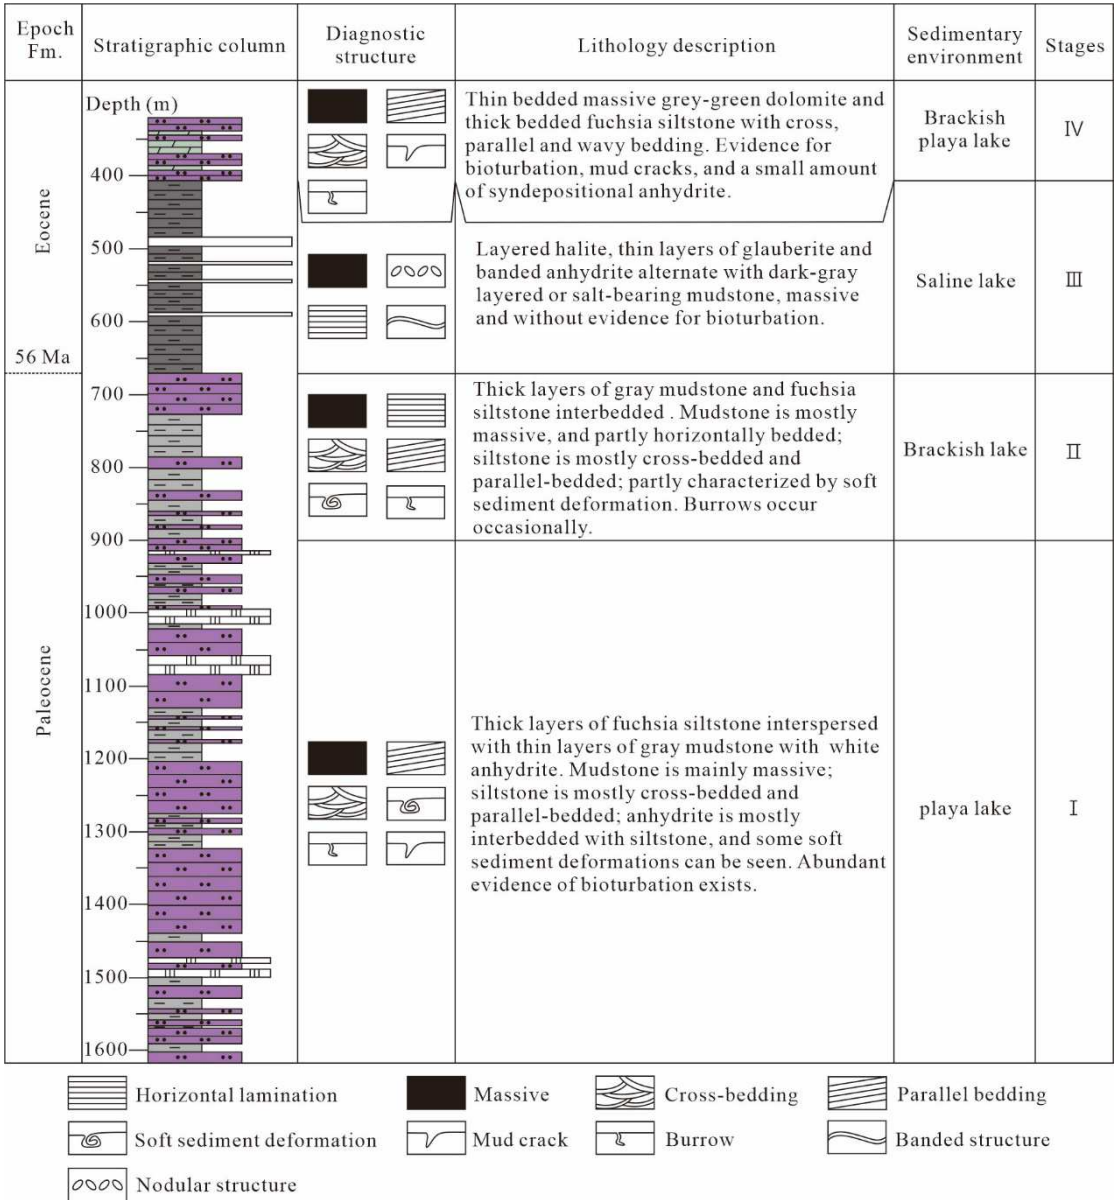 Epoch
Fm.
Stratigraphic column
Diagnostic
structure
Lithology description
Sedimentary
environment
Stages
Depth (m)
400
500
600
700
800
900
1000
1100
1200
1300
1400
1500
1600
Eocene
56 Ma
Paleocene
Thin bedded massive grey-green dolomite and
thick bedded fuchsia siltstone with cross,
parallel and wavy bedding. Evidence for
bioturbation, mud cracks, and a small amount
of syndepositional anhydrite.
Brackish
playa lake
Ⅳ
Layered halite, thin layers of glauberite and
banded anhydrite alternate with dark-gray
layered or salt-bearing mudstone, massive
and without evidence for bioturbation.
Saline lake
Ⅲ
Thick layers of gray mudstone and fuchsia
siltstone interbedded . Mudstone is mostly
massive, and partly horizontally bedded;
siltstone is mostly cross-bedded and
parallel-bedded; partly characterized by soft
sediment deformation. Burrows occur
occasionally.
Brackish lake
Ⅱ
Thick layers of fuchsia siltstone interspersed
with thin layers of gray mudstone with white
anhydrite. Mudstone is mainly massive;
siltstone is mostly cross-bedded and
parallel-bedded; anhydrite is mostly
interbedded with siltstone, and some soft
sediment deformations can be seen. Abundant
evidence of bioturbation exists.
playa lake
Ⅰ
Horizontal lamination
Massive
Cross-bedding
Parallel bedding
Soft sediment deformation
Mud crack
Burrow
Banded structure
Nodular structure